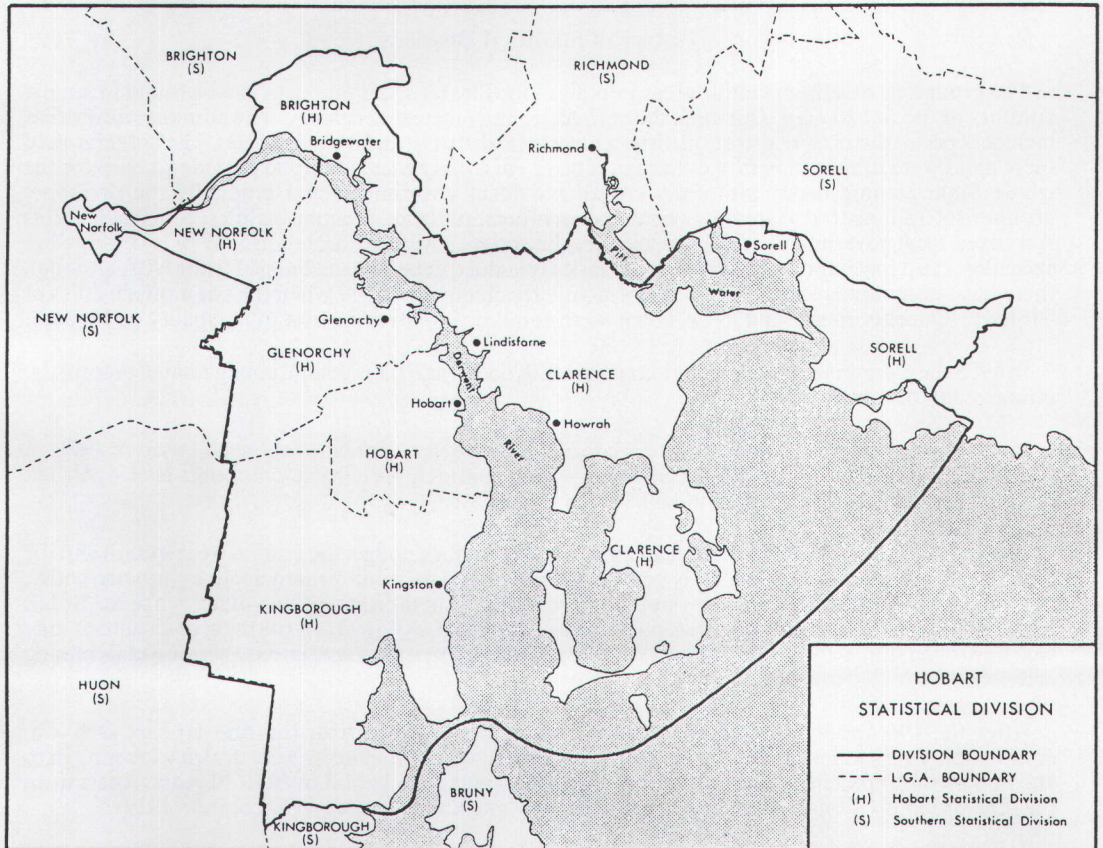 BRIGHTON
(S)
RICHMOND
(S)
BRIGHTON
(H)
Bridgewater
Richmond
SORELL
(S)
New
Norfolk
NEW NORFOLK
(H)
Pitt
Water
Sorell
NEW NORFOLK
(S)
Glenorchy
Lindisfarne
GLENORCHY
(H)
Derwent
River
CLARENCE
(H)
SORELL
(H)
Hobart
Howrah
HOBART
(H)
CLARENCE
(H)
Kingston
KINGBOROUGH
(H)
HUON
(S)
BRUNY
(S)
KINGBOROUGH
(S)
HOBART
STATISTICAL DIVISION
DIVISION BOUNDARY
L.G.A. BOUNDARY
(H) Hobart Statistical Division
(S) Southern Statistical Division